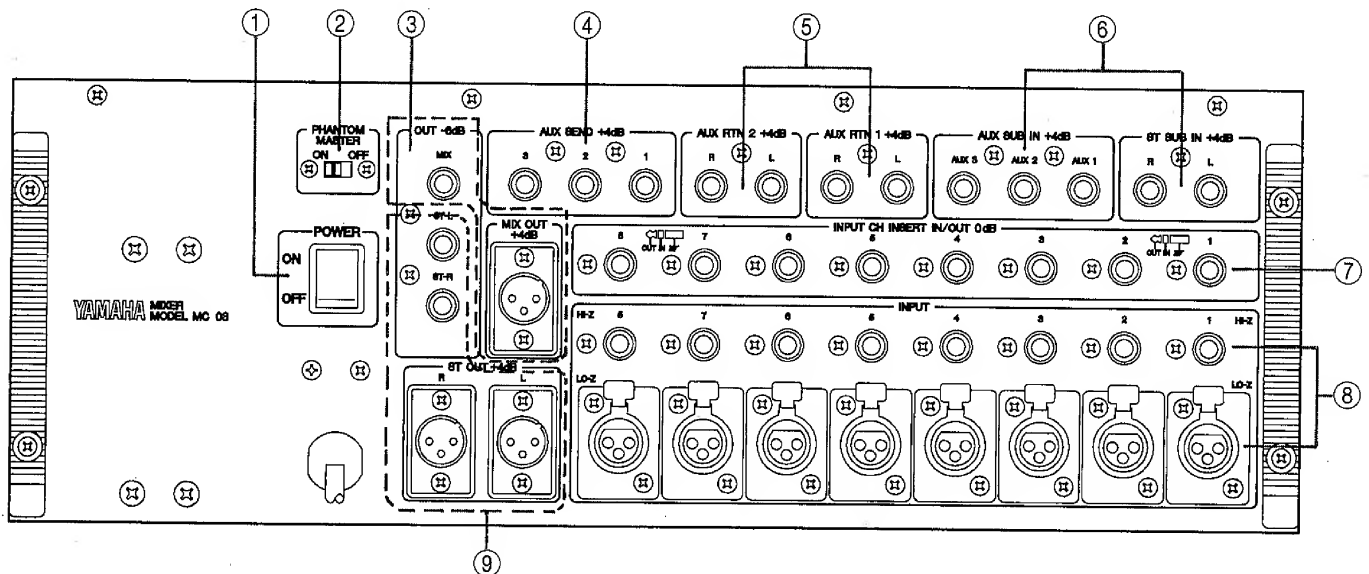 ① ② ③ ④ ⑤ ⑥
PHANTOM MASTER
ON OFF
OUT -6dB
MIX
ST-L
ST-R
AUX SEND +4dB
3 2 1
AUX RTN 2 +4dB
R L
AUX RTN 1 +4dB
R L
AUX SUB IN +4dB
AUX 3 AUX 2 AUX 1
ST SUB IN +4dB
R L
POWER
ON
OFF
MIX OUT
+4dB
INPUT CH INSERT IN/OUT 0dB
8 7 6 5 4 3 2 1
OUT IN
OUT IN
⑦
YAMAHA MIXER
MODEL MC 03
INPUT
HI-Z 8 7 6 5 4 3 2 1 HI-Z
LO-Z LO-Z
⑧
ST OUT +4dB
R L
⑨